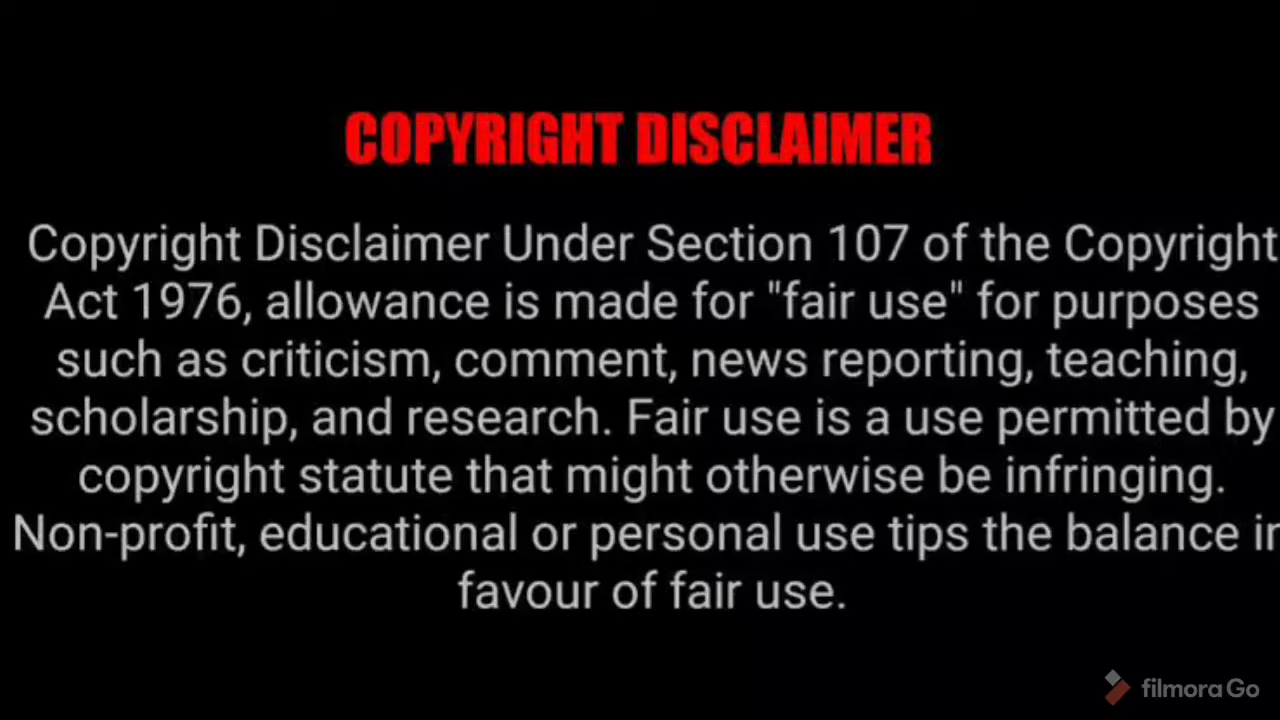 COPYRIGHT DISCLAIMER
Copyright Disclaimer Under Section 107 of the Copyright
Act 1976, allowance is made for "fair use" for purposes
such as criticism, comment, news reporting, teaching,
scholarship, and research. Fair use is a use permitted by
copyright statute that might otherwise be infringing.
Non-profit, educational or personal use tips the balance in
favour of fair use.
filmora Go